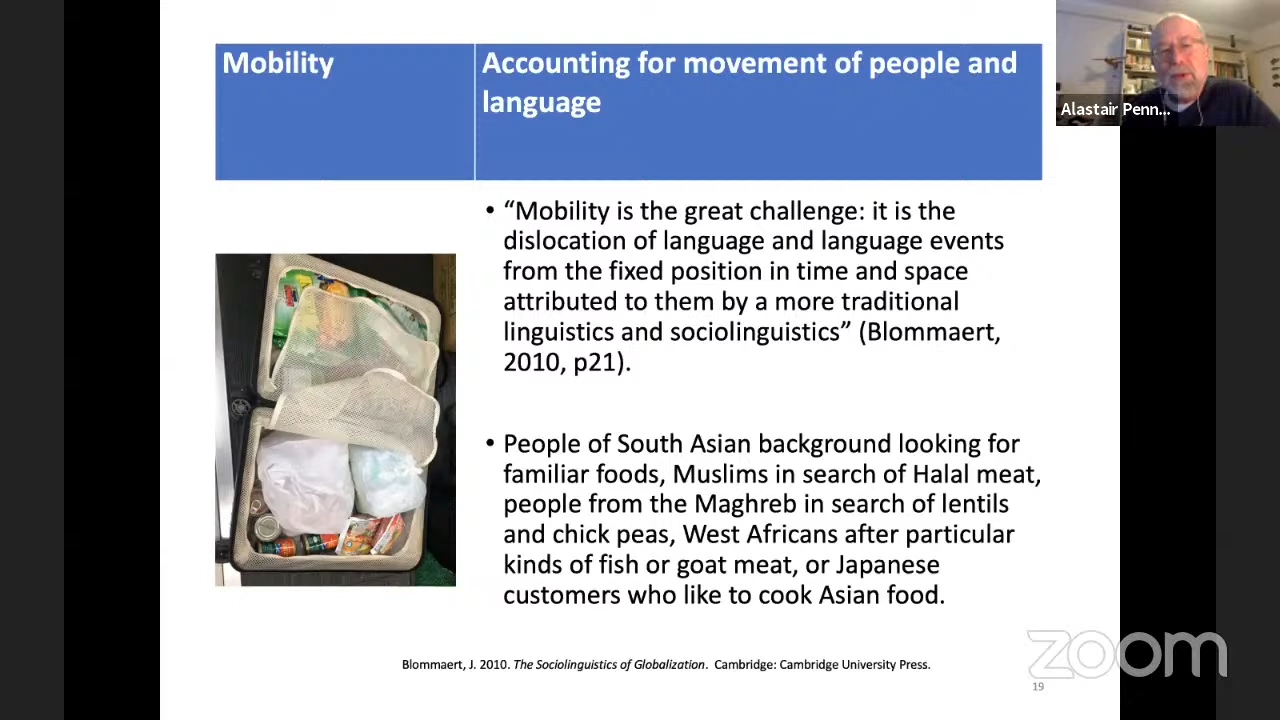 Mobility
Accounting for movement of people and
language
Alastair Penn...
• “Mobility is the great challenge: it is the
dislocation of language and language events
from the fixed position in time and space
attributed to them by a more traditional
linguistics and sociolinguistics” (Blommaert,
2010, p21).
• People of South Asian background looking for
familiar foods, Muslims in search of Halal meat,
people from the Maghreb in search of lentils
and chick peas, West Africans after particular
kinds of fish or goat meat, or Japanese
customers who like to cook Asian food.
Blommaert, J. 2010. The Sociolinguistics of Globalization.  Cambridge: Cambridge University Press.
zoom
19